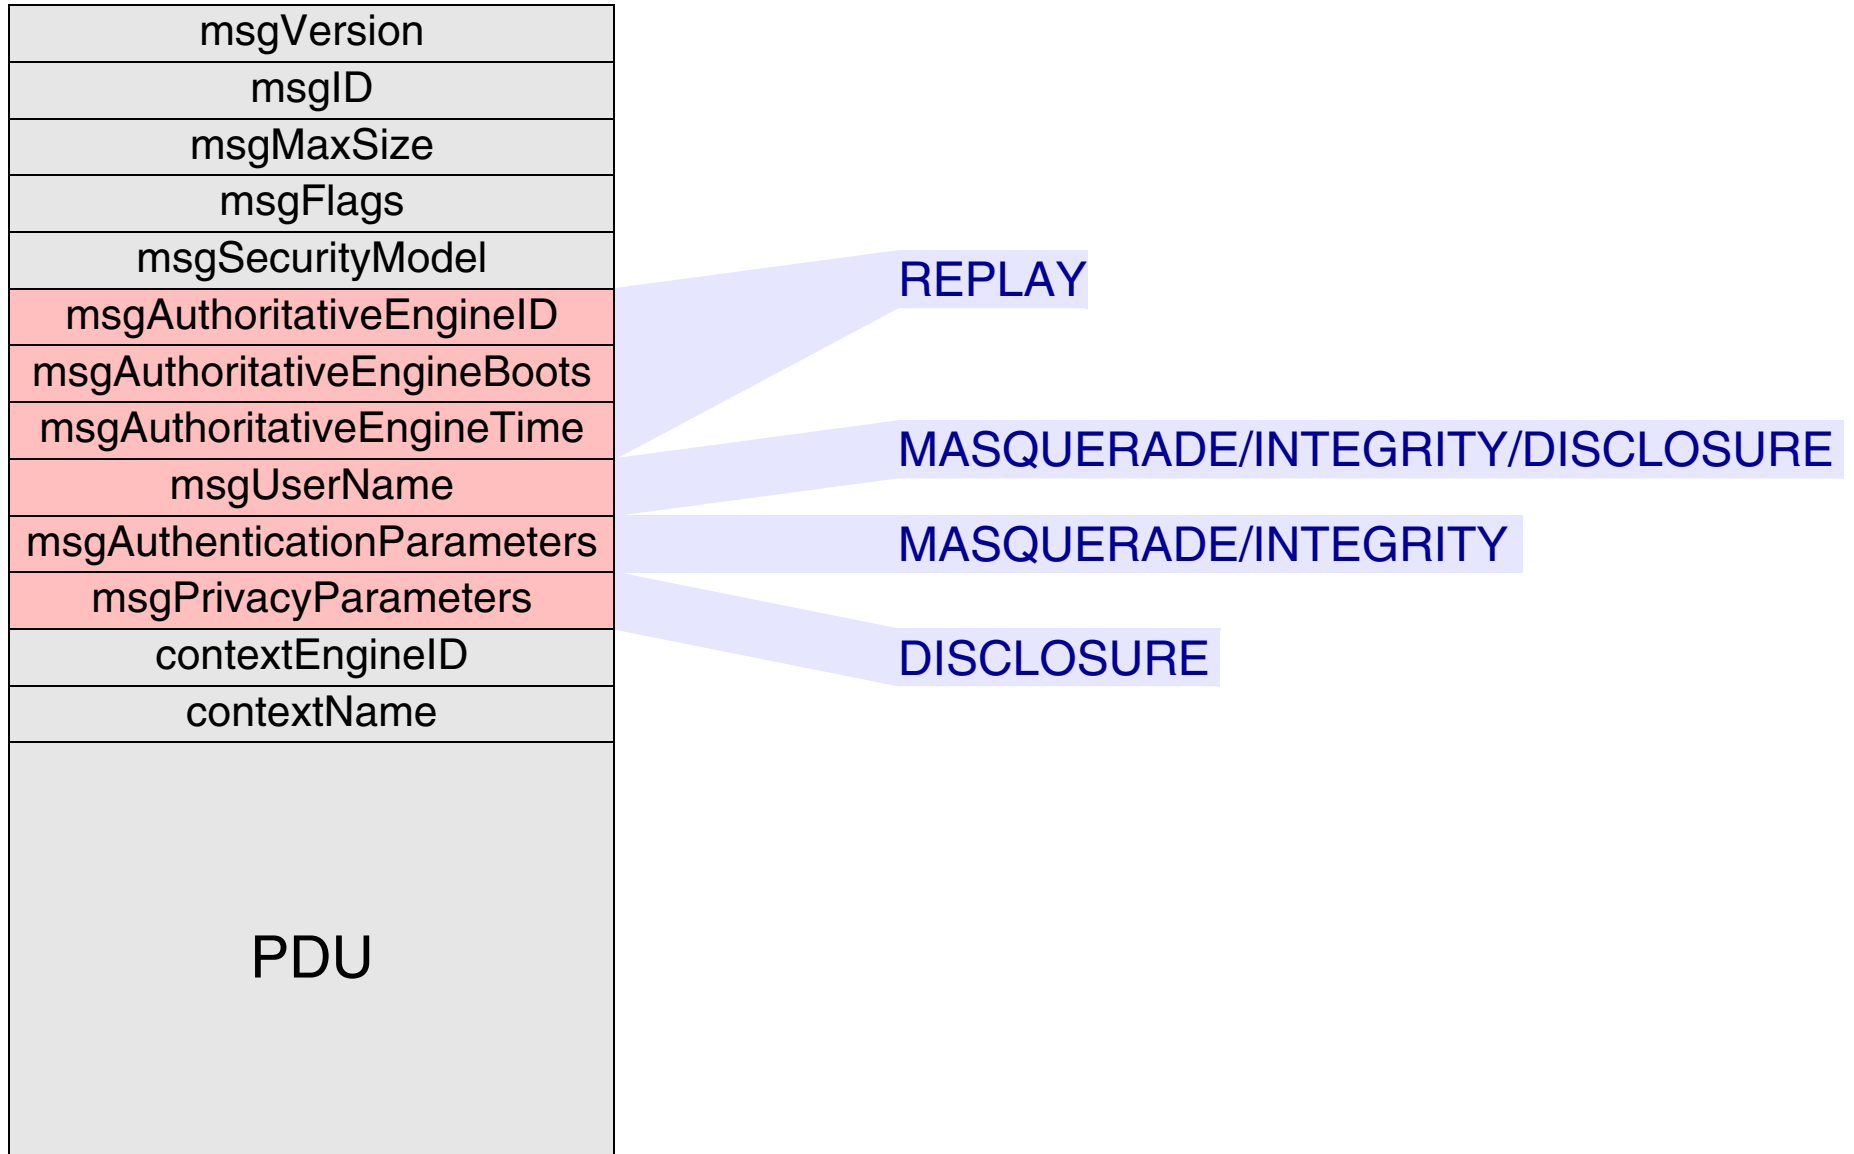 msgVersion
msgID
msgMaxSize
msgFlags
msgSecurityModel
msgAuthoritativeEngineID
msgAuthoritativeEngineBoots
msgAuthoritativeEngineTime
msgUserName
msgAuthenticationParameters
msgPrivacyParameters
contextEngineID
contextName
PDU
REPLAY
MASQUERADE/INTEGRITY/DISCLOSURE
MASQUERADE/INTEGRITY
DISCLOSURE